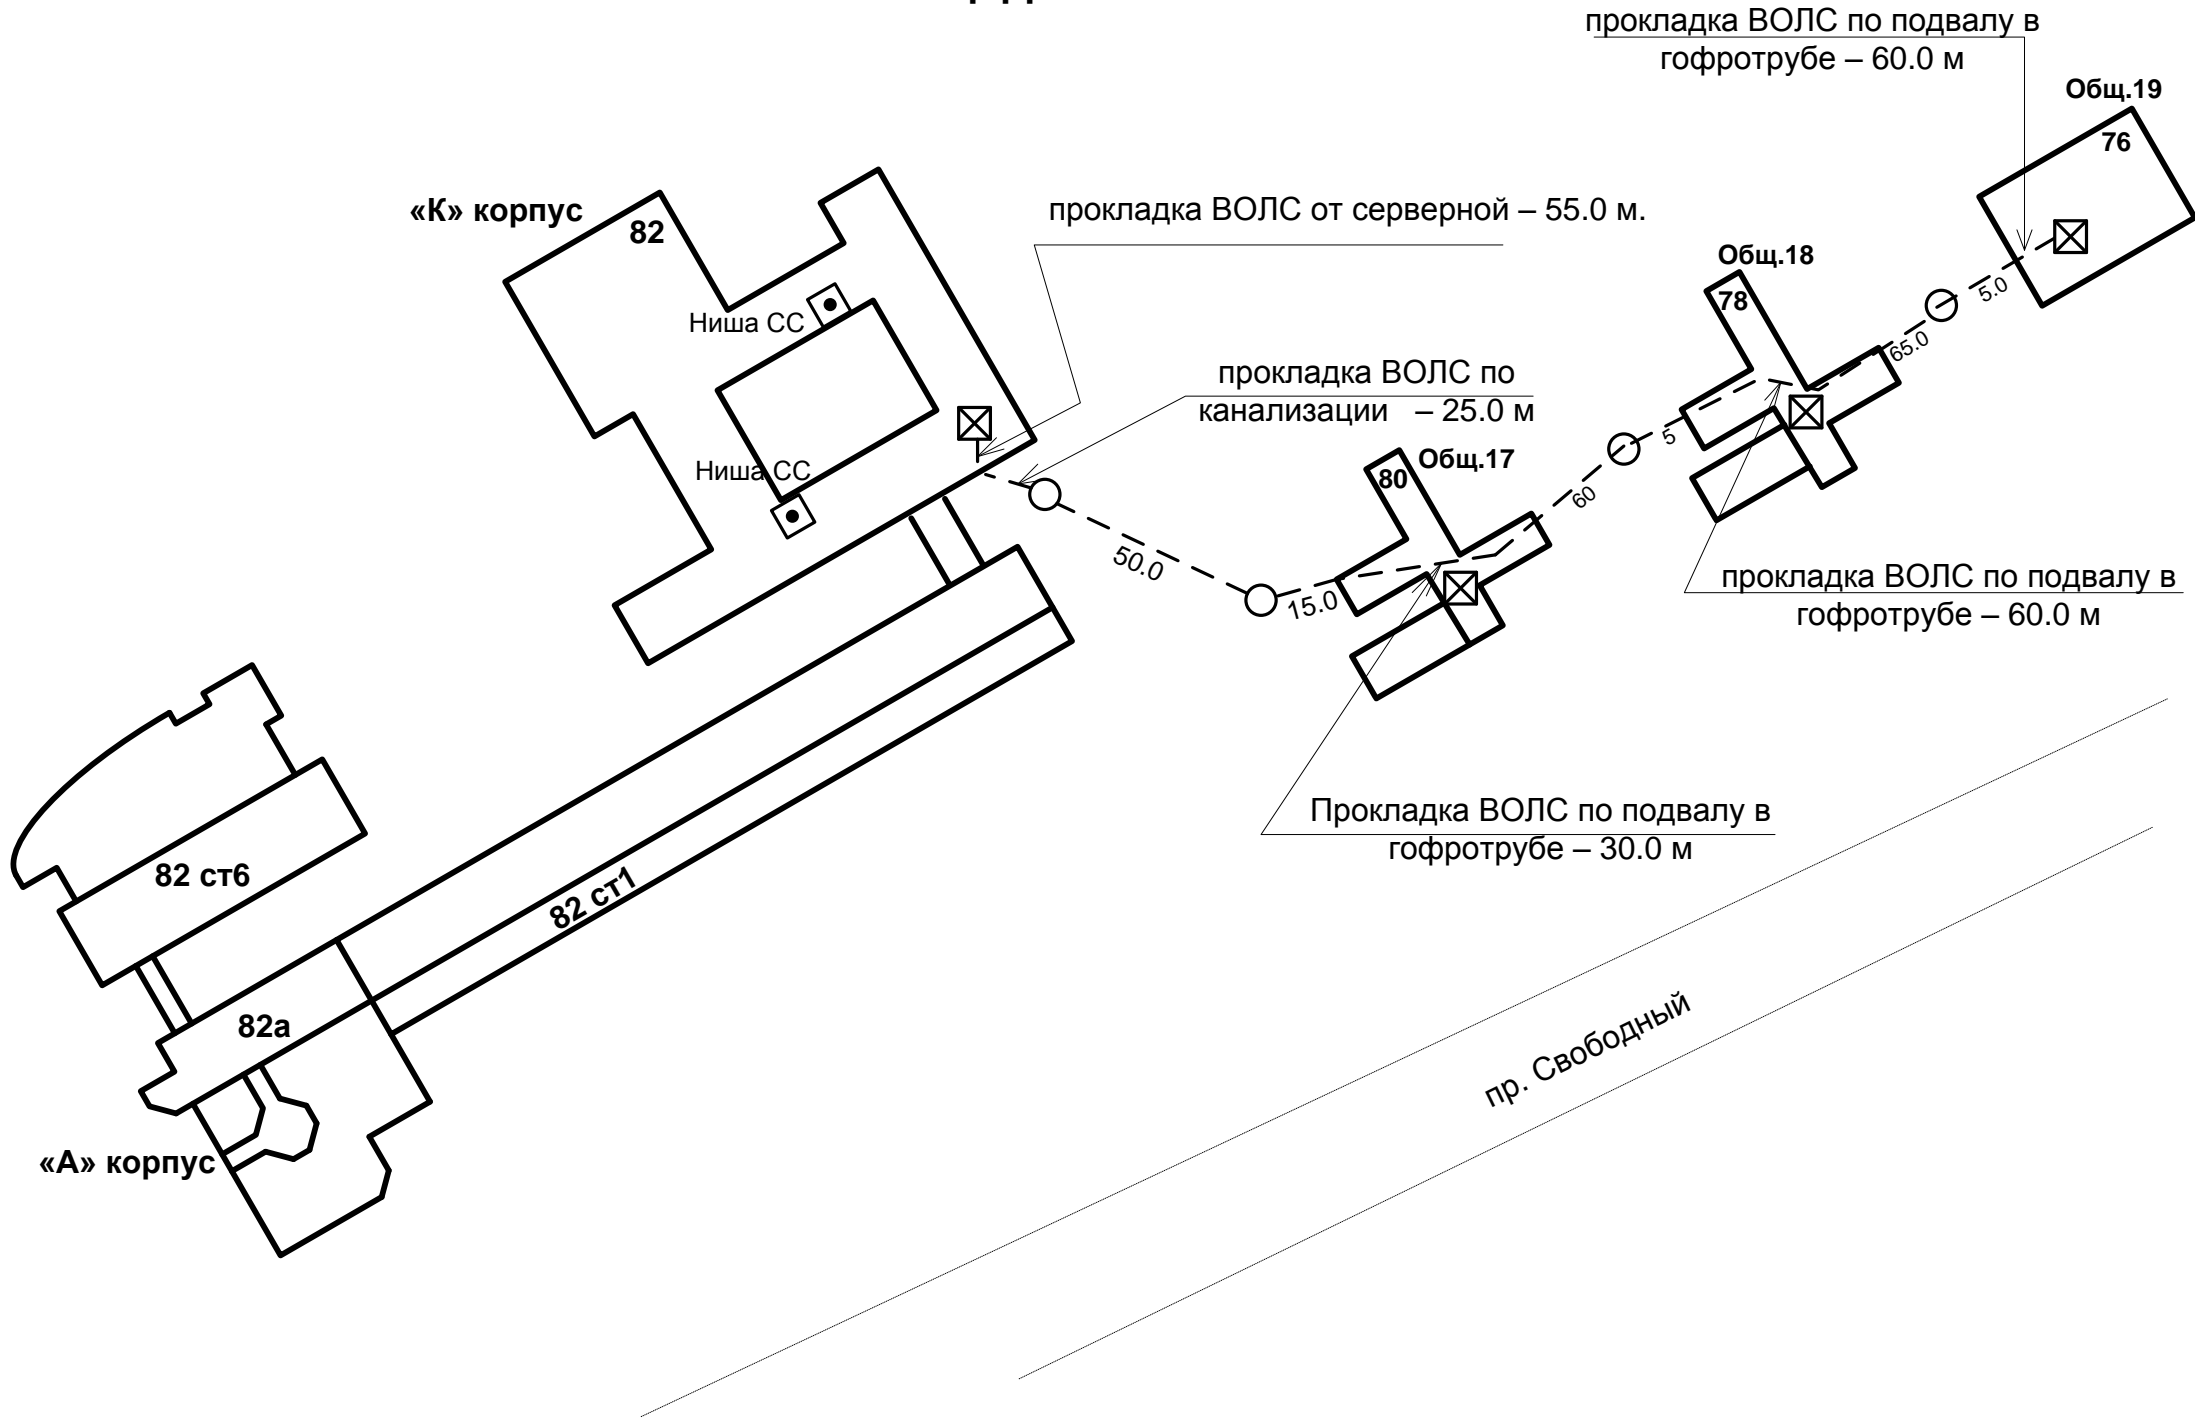 прокладка ВОЛС по подвалу в
гофротрубе – 60.0 м
Общ.19
76
«К» корпус
82
прокладка ВОЛС от серверной – 55.0 м.
Общ.18
78
5.0
Ниша СС
65.0
прокладка ВОЛС по
канализации – 25.0 м
Ниша СС
Общ.17
80
5
60
50.0
15.0
прокладка ВОЛС по подвалу в
гофротрубе – 60.0 м
Прокладка ВОЛС по подвалу в
гофротрубе – 30.0 м
82 ст6
82 ст1
82а
пр. Свободный
«А» корпус